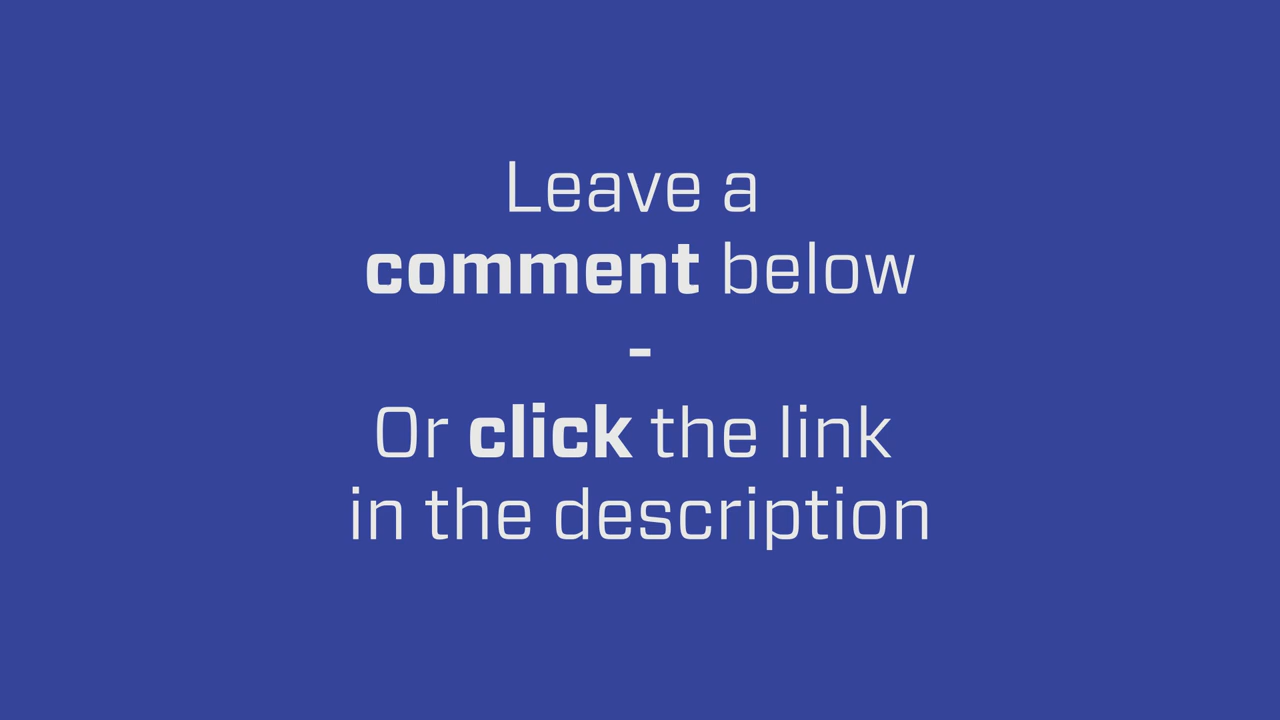 Leave a
comment below
-
Or click the link
in the description